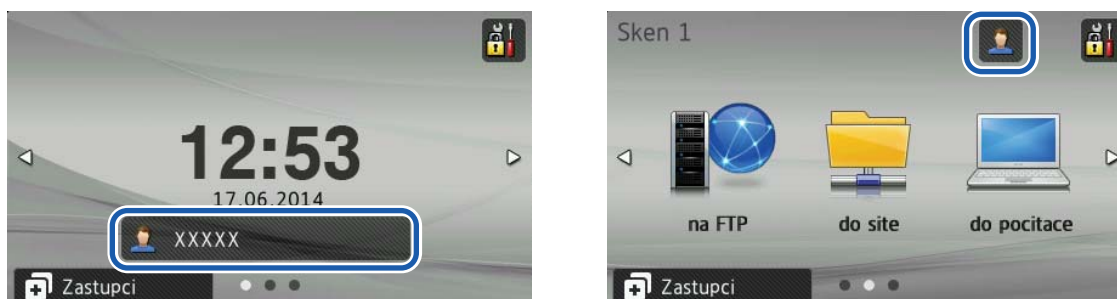 12:53
17.06.2014
XXXXX
Zastupci
Sken 1
na FTP
do site
do pocitace
Zastupci